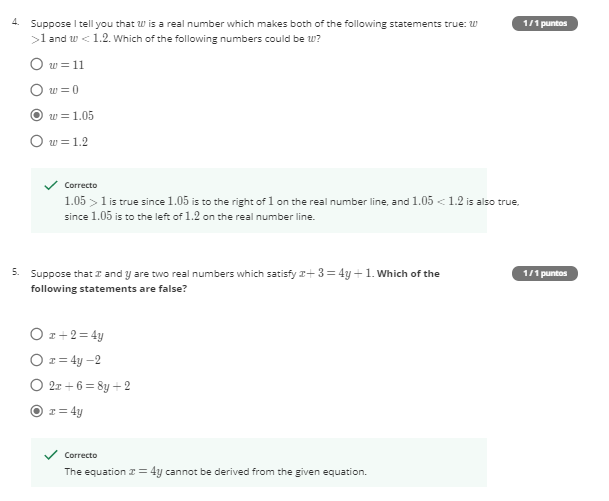 4. Suppose I tell you that w is a real number which makes both of the following statements true: w
>1 and w < 1.2. Which of the following numbers could be w?
1 / 1 puntos
w = 11
w = 0
w = 1.05
w = 1.2
Correcto
1.05 > 1 is true since 1.05 is to the right of 1 on the real number line, and 1.05 < 1.2 is also true,
since 1.05 is to the left of 1.2 on the real number line.
5. Suppose that x and y are two real numbers which satisfy x + 3 = 4y + 1. Which of the
following statements are false?
1 / 1 puntos
x + 2 = 4y
x = 4y − 2
2x + 6 = 8y + 2
x = 4y
Correcto
The equation x = 4y cannot be derived from the given equation.